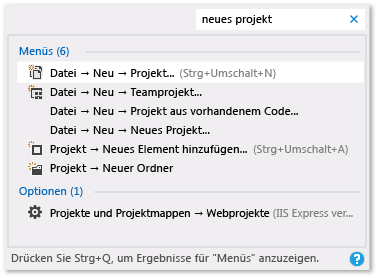 neues projekt
Menüs (6)
Datei → Neu → Projekt... (Strg+Umschalt+N)
Datei → Neu → Teamprojekt...
Datei → Neu → Projekt aus vorhandenem Code...
Datei → Neu → Neues Projekt...
Projekt → Neues Element hinzufügen... (Strg+Umschalt+A)
Projekt → Neuer Ordner
Optionen (1)
Projekte und Projektmappen → Webprojekte (IIS Express ver...
Drücken Sie Strg+Q, um Ergebnisse für "Menüs" anzuzeigen.